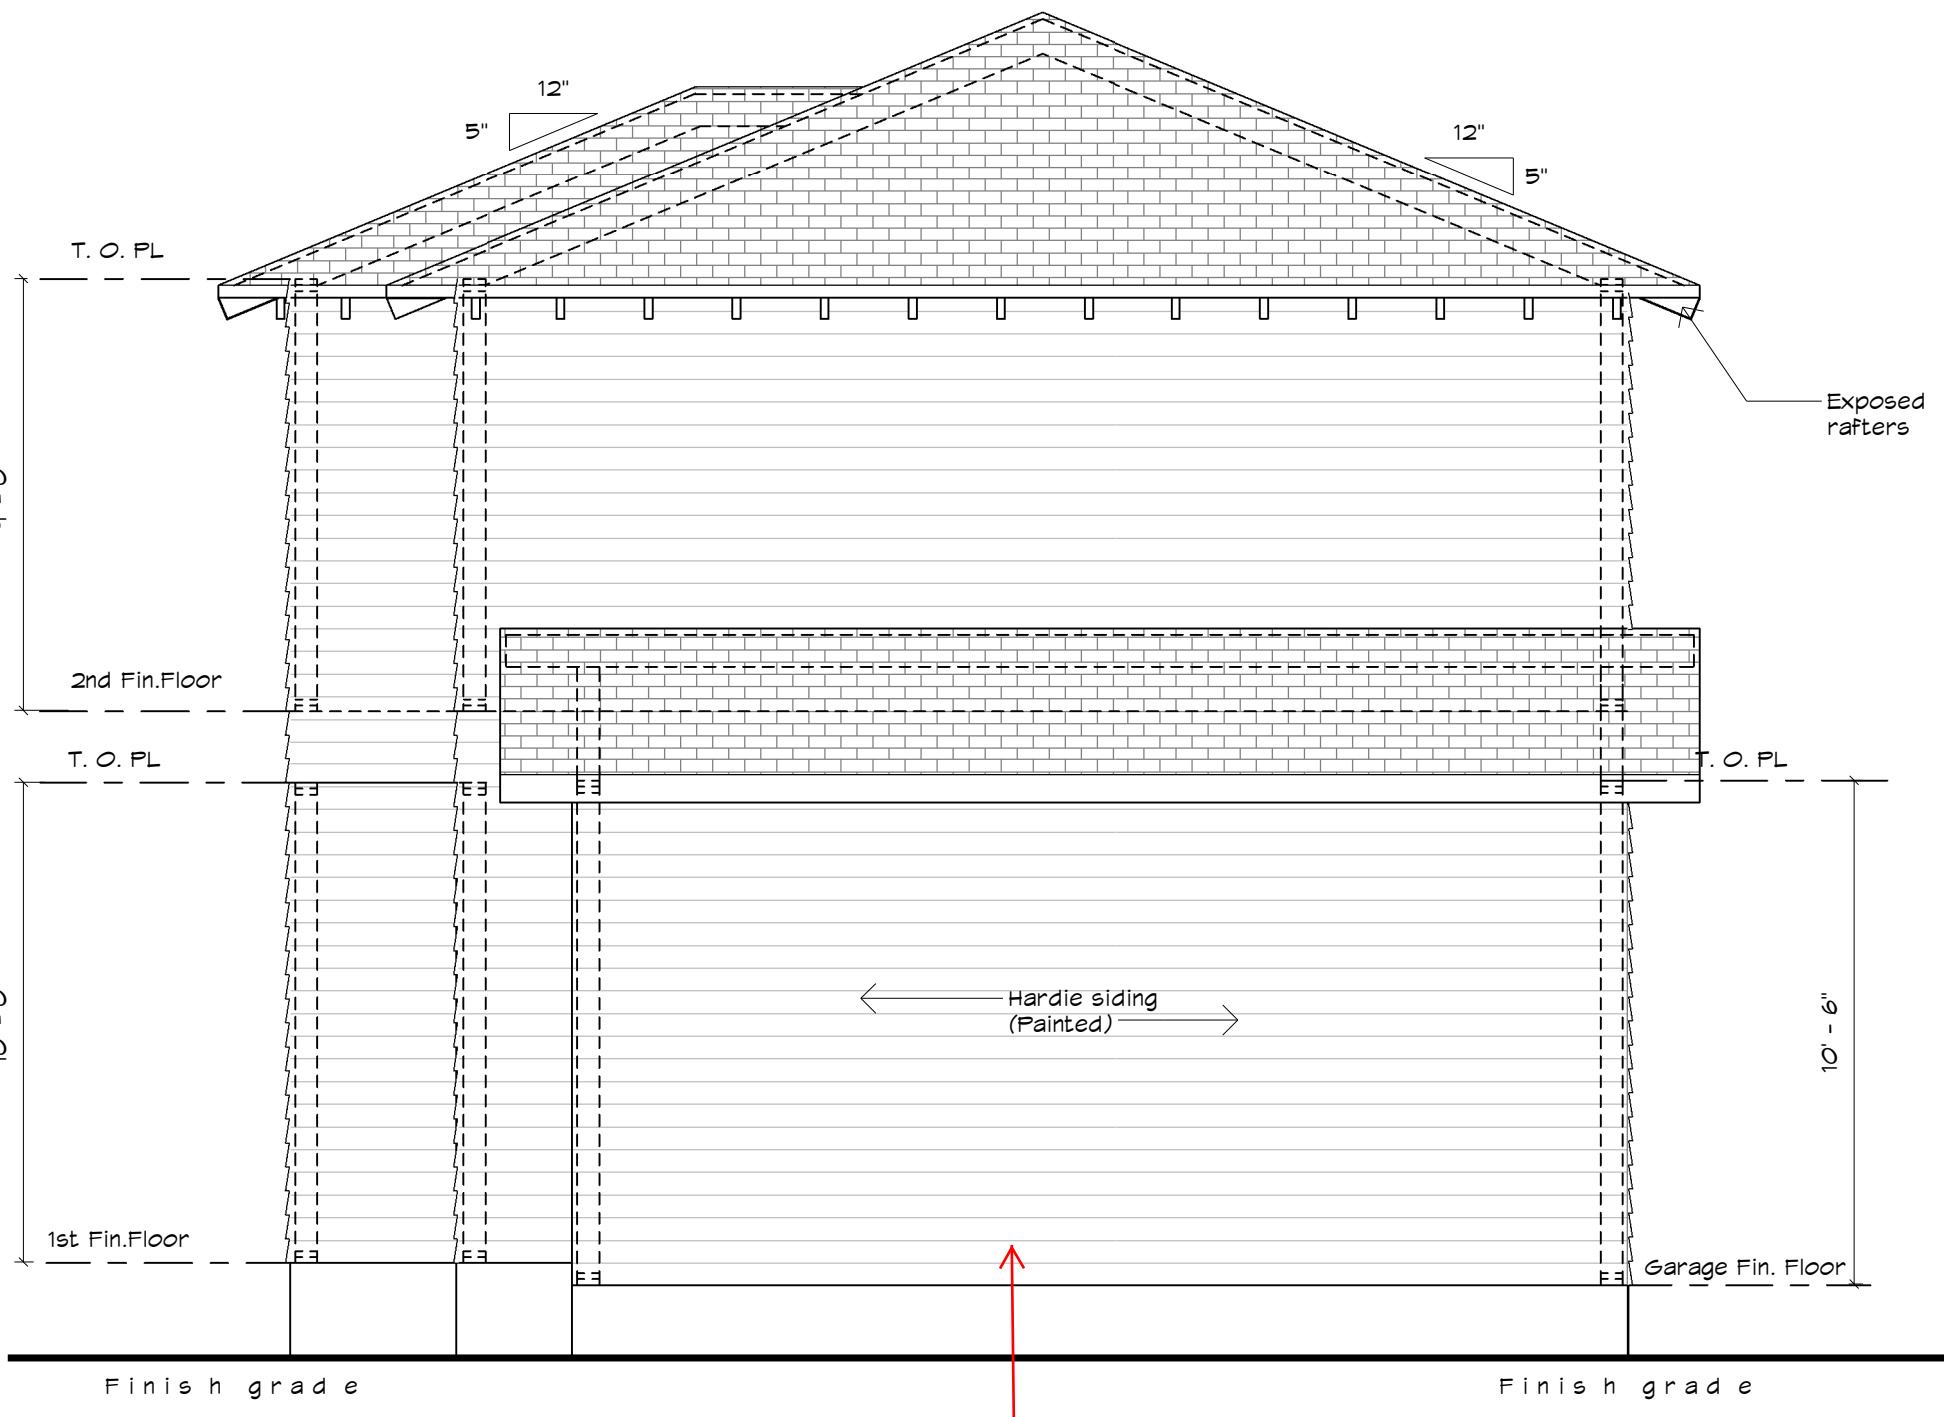 12"
5"
12"
5"
T. O. PL
Exposed
rafters
2nd Fin.Floor
T. O. PL
T. O. PL
Hardie siding
(Painted)
10' - 6"
1st Fin.Floor
Garage Fin. Floor
Finish grade
Finish grade